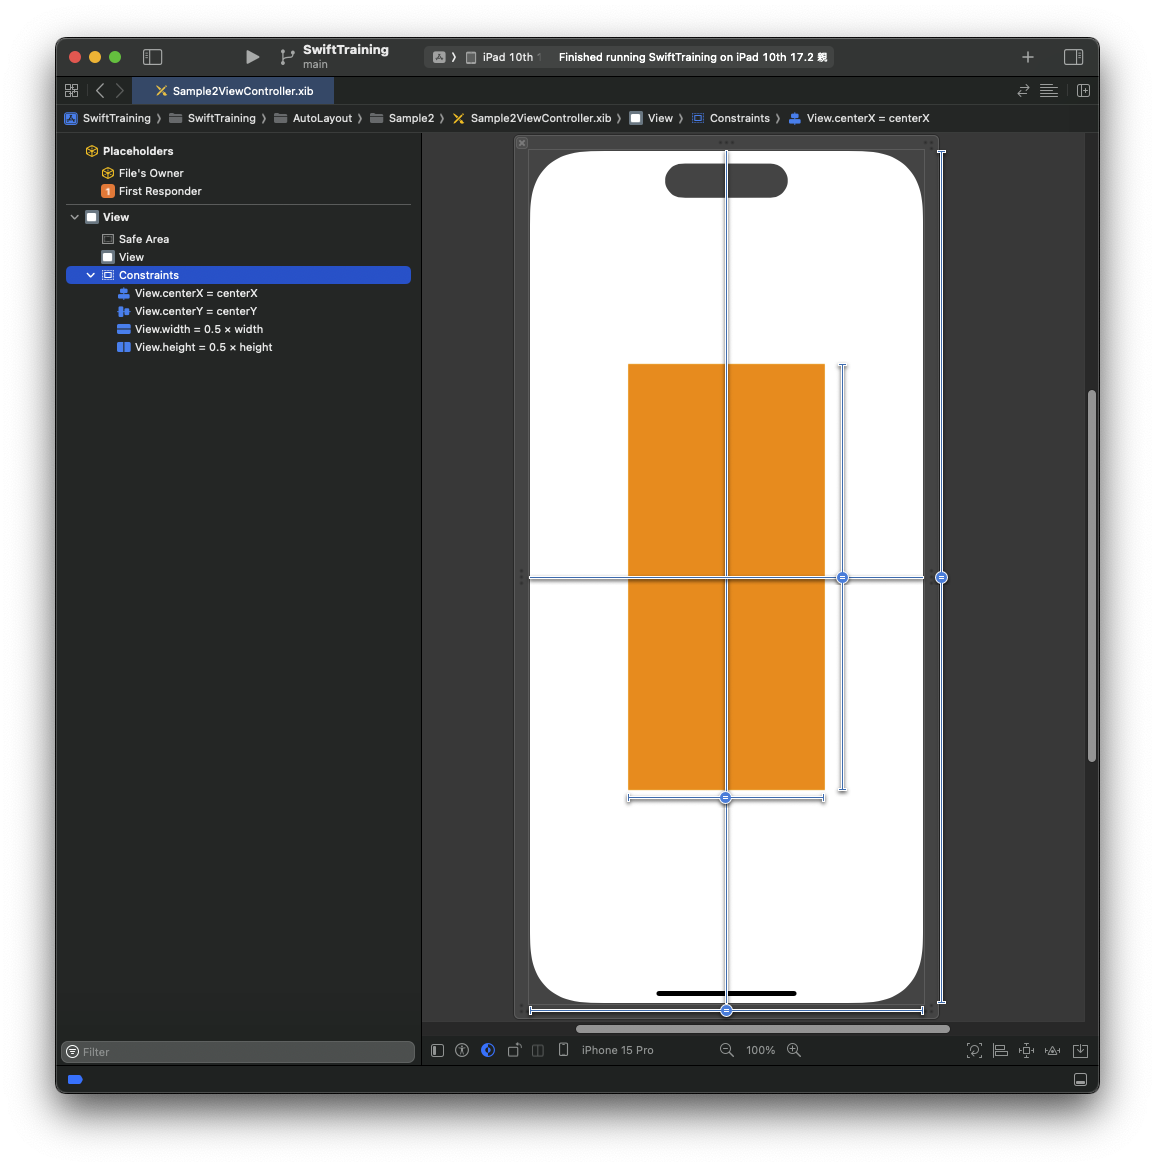 SwiftTraining
main
iPad 10th
Finished running SwiftTraining on iPad 10th 17.2 親
Sample2ViewController.xib
SwiftTraining
SwiftTraining
AutoLayout
Sample2
Sample2ViewController.xib
View
Constraints
View.centerX = centerX
Placeholders
File's Owner
1 First Responder
View
Safe Area
View
Constraints
View.centerX = centerX
View.centerY = centerY
View.width = 0.5 × width
View.height = 0.5 × height
Filter
iPhone 15 Pro
100%